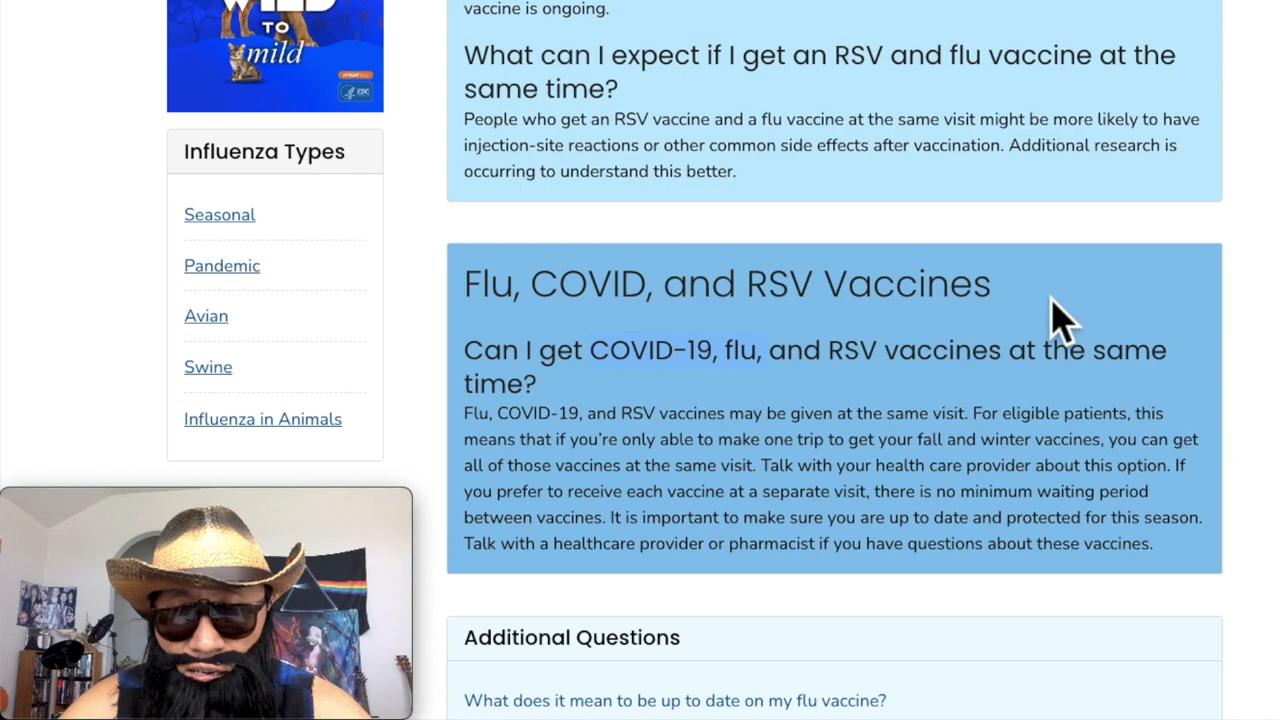 WILD
TO
mild
#FIGHT FLU
CDC
Influenza Types
Seasonal
Pandemic
Avian
Swine
Influenza in Animals
vaccine is ongoing.
What can I expect if I get an RSV and flu vaccine at the
same time?
People who get an RSV vaccine and a flu vaccine at the same visit might be more likely to have
injection-site reactions or other common side effects after vaccination. Additional research is
occurring to understand this better.
Flu, COVID, and RSV Vaccines
Can I get COVID-19, flu, and RSV vaccines at the same
time?
Flu, COVID-19, and RSV vaccines may be given at the same visit. For eligible patients, this
means that if you’re only able to make one trip to get your fall and winter vaccines, you can get
all of those vaccines at the same visit. Talk with your health care provider about this option. If
you prefer to receive each vaccine at a separate visit, there is no minimum waiting period
between vaccines. It is important to make sure you are up to date and protected for this season.
Talk with a healthcare provider or pharmacist if you have questions about these vaccines.
Additional Questions
What does it mean to be up to date on my flu vaccine?